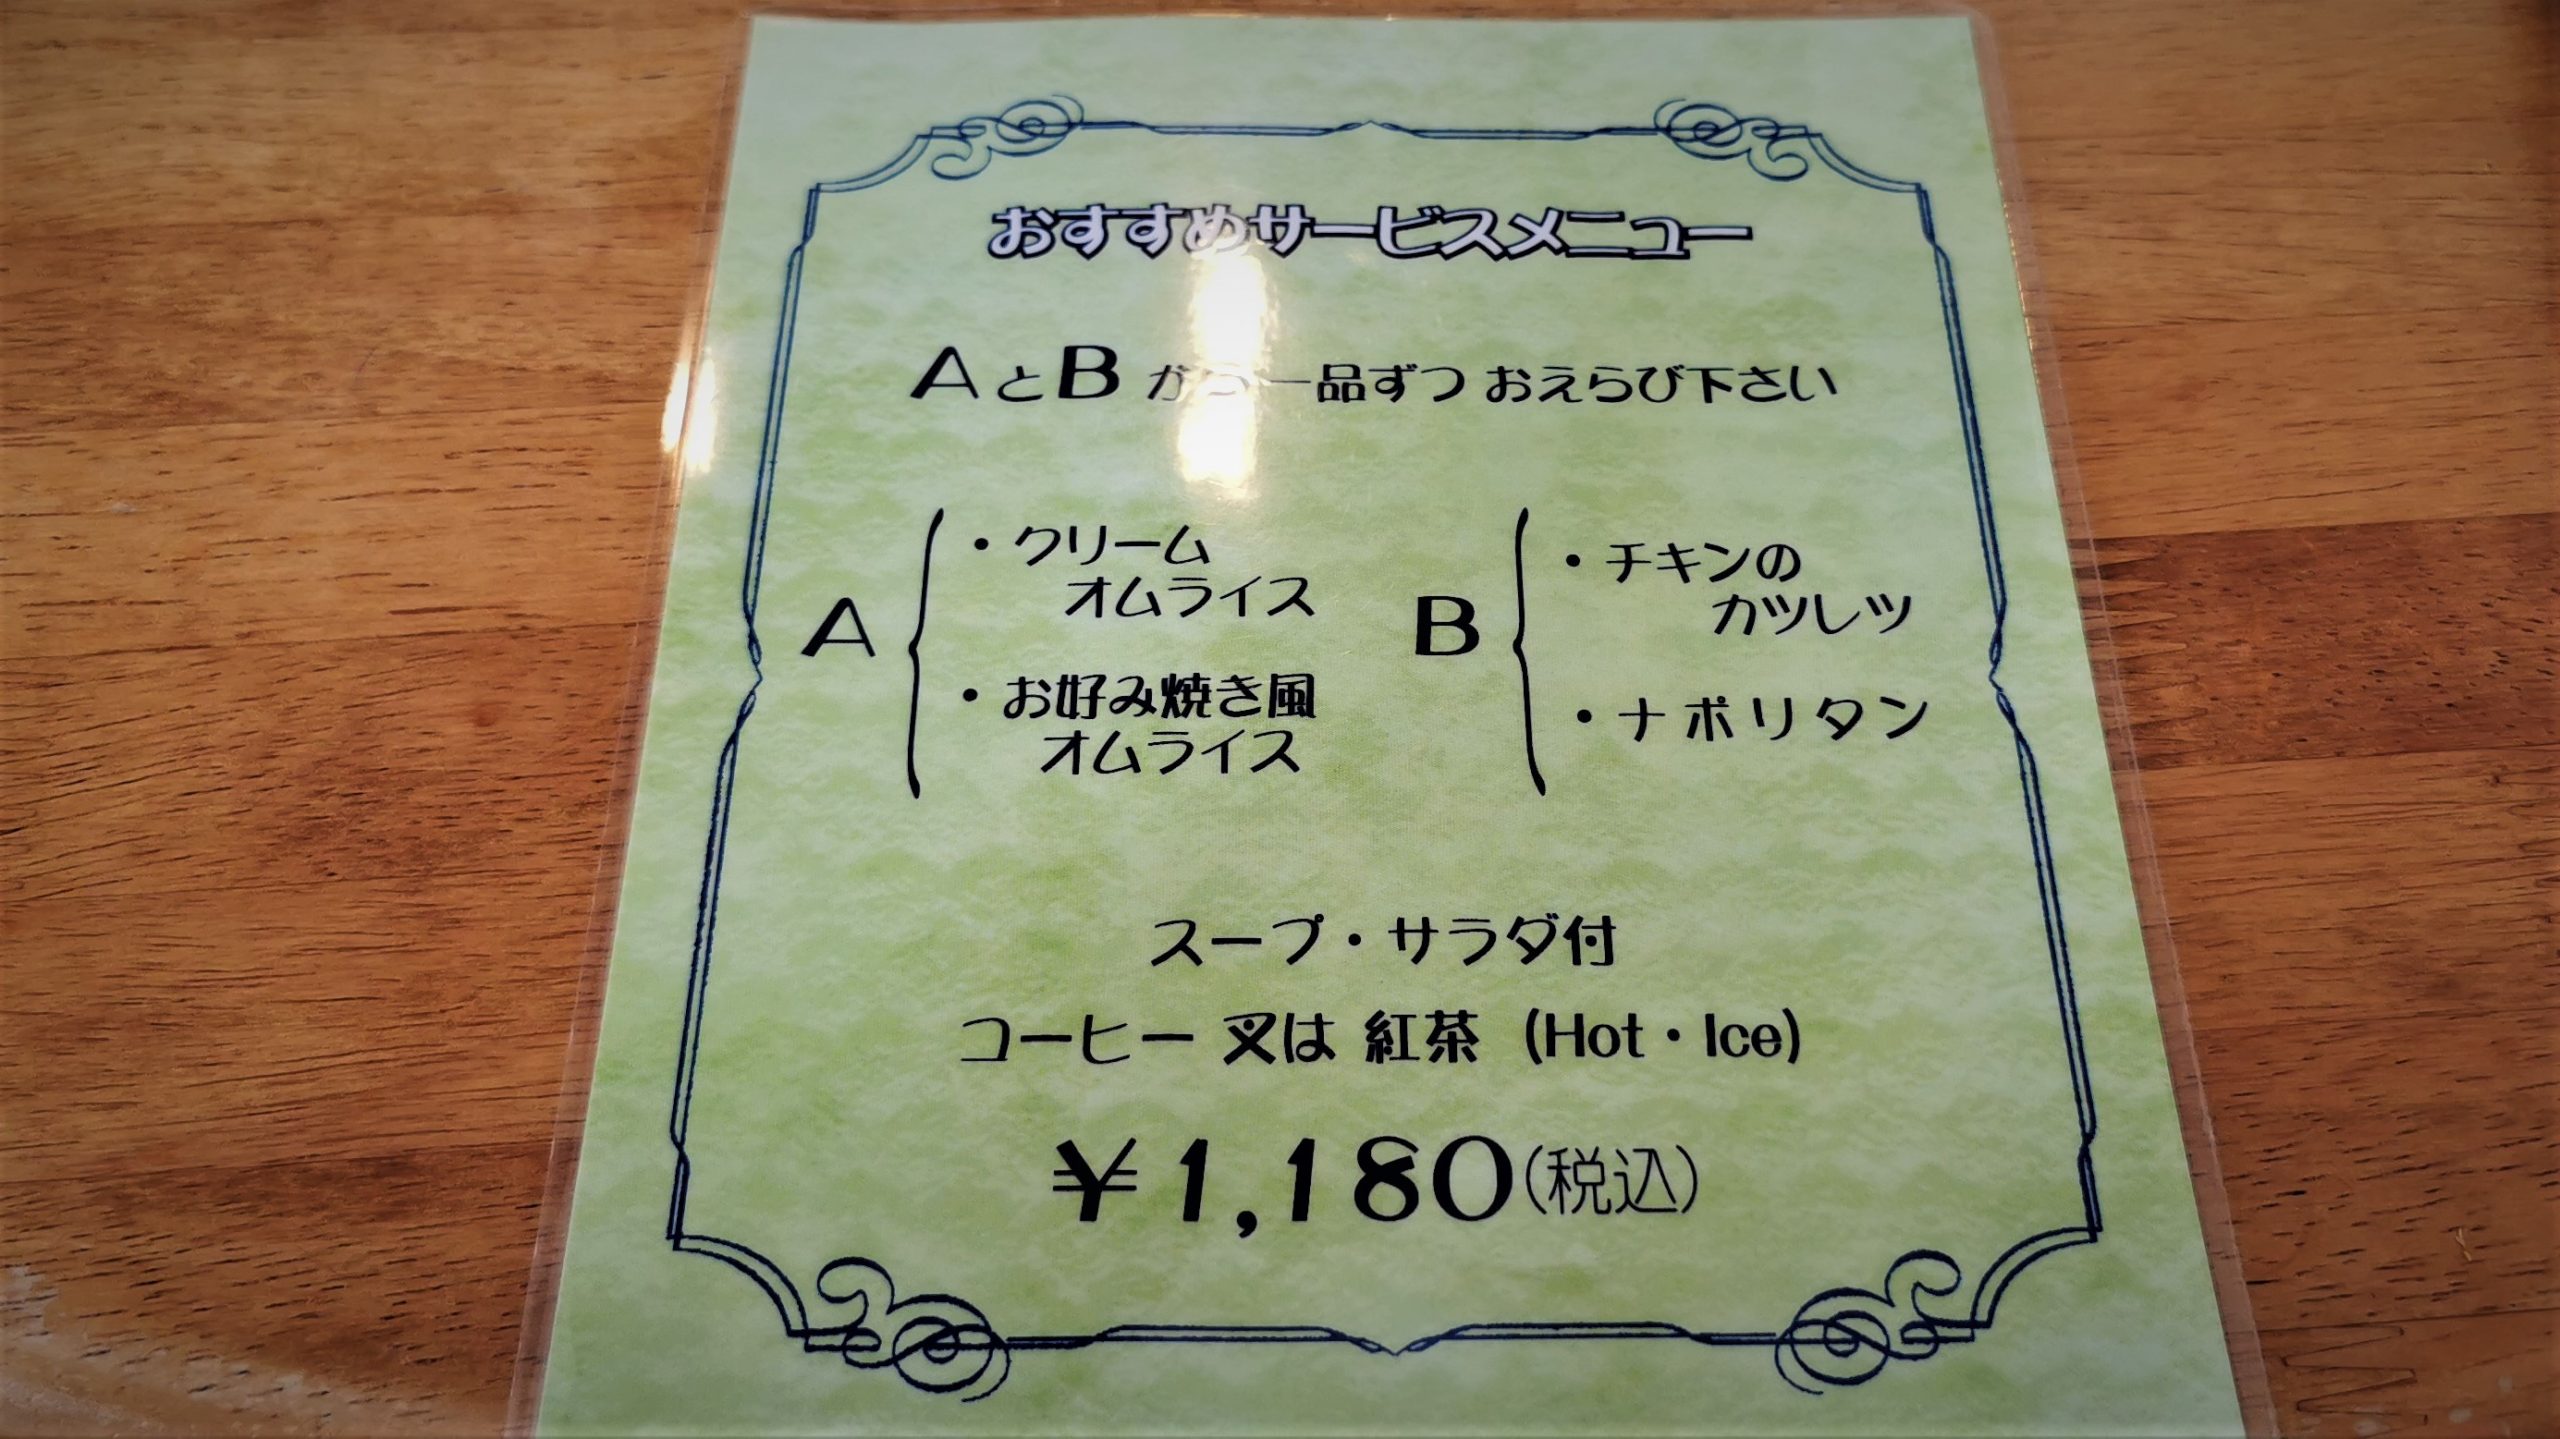 おすすめサービスメニュー
AとB から一品ずつ おえらび下さい
A
・クリーム
オムライス
・お好み焼き風
オムライス
B
・チキンの
カツレツ
・ナポリタン
スープ・サラダ付
コーヒー 又は 紅茶 (Hot・Ice)
¥1,180(税込)